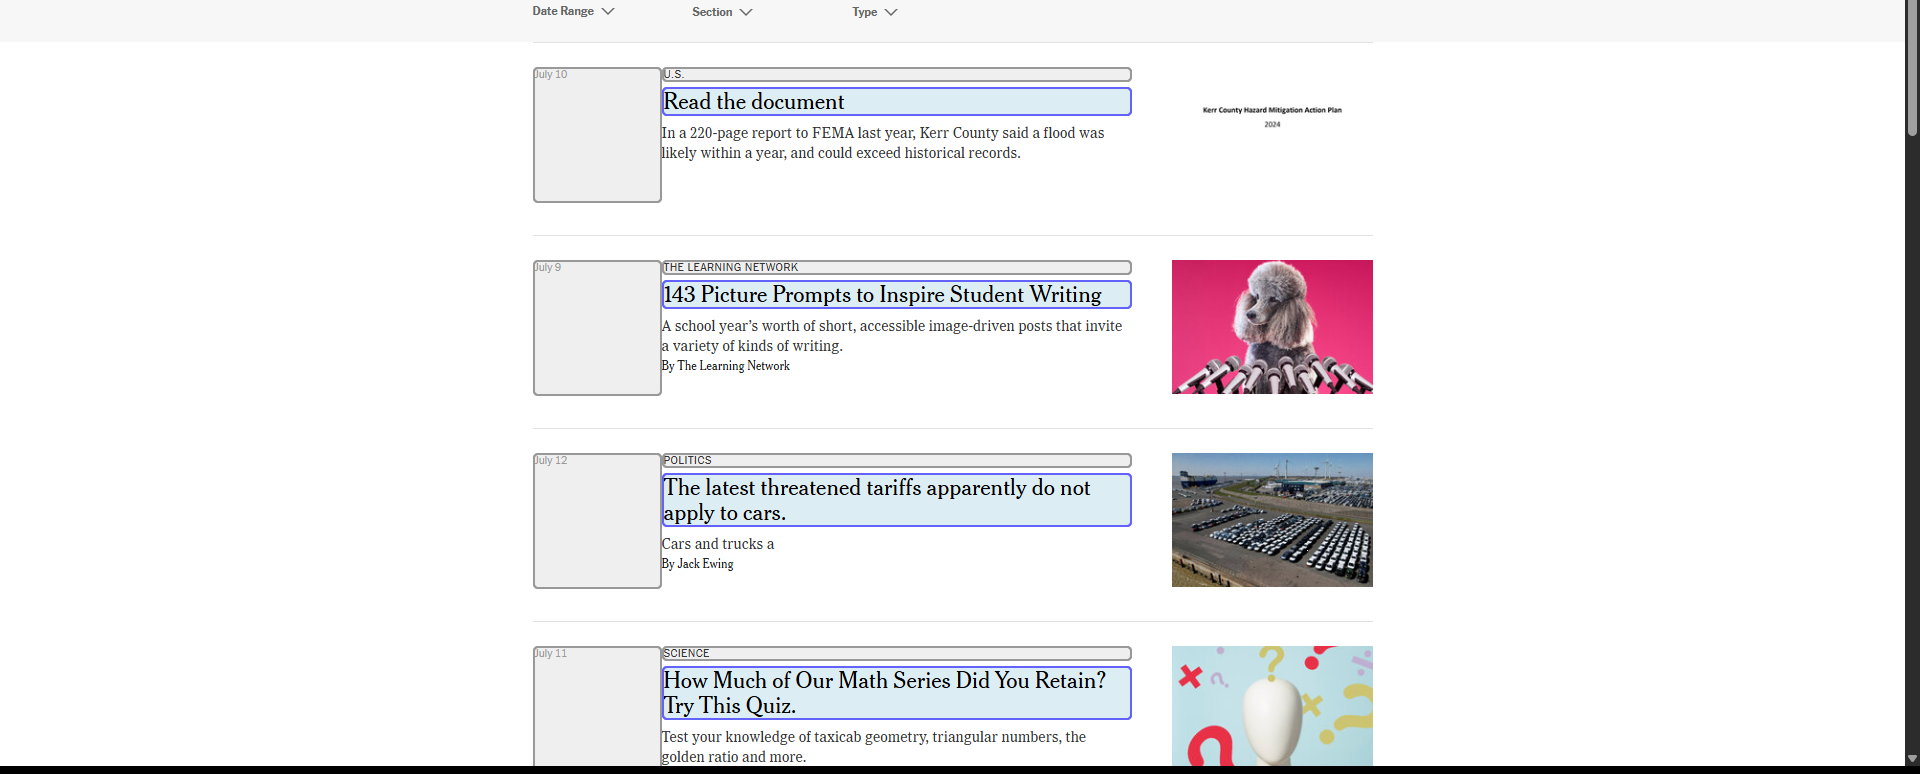 Date Range
Section
Type
July 10
U.S.
Read the document
In a 220-page report to FEMA last year, Kerr County said a flood was
likely within a year, and could exceed historical records.
Kerr County Hazard Mitigation Action Plan
2024
July 9
THE LEARNING NETWORK
143 Picture Prompts to Inspire Student Writing
A school year’s worth of short, accessible image-driven posts that invite
a variety of kinds of writing.
By The Learning Network
July 12
POLITICS
The latest threatened tariffs apparently do not
apply to cars.
Cars and trucks a
By Jack Ewing
July 11
SCIENCE
How Much of Our Math Series Did You Retain?
Try This Quiz.
Test your knowledge of taxicab geometry, triangular numbers, the
golden ratio and more.